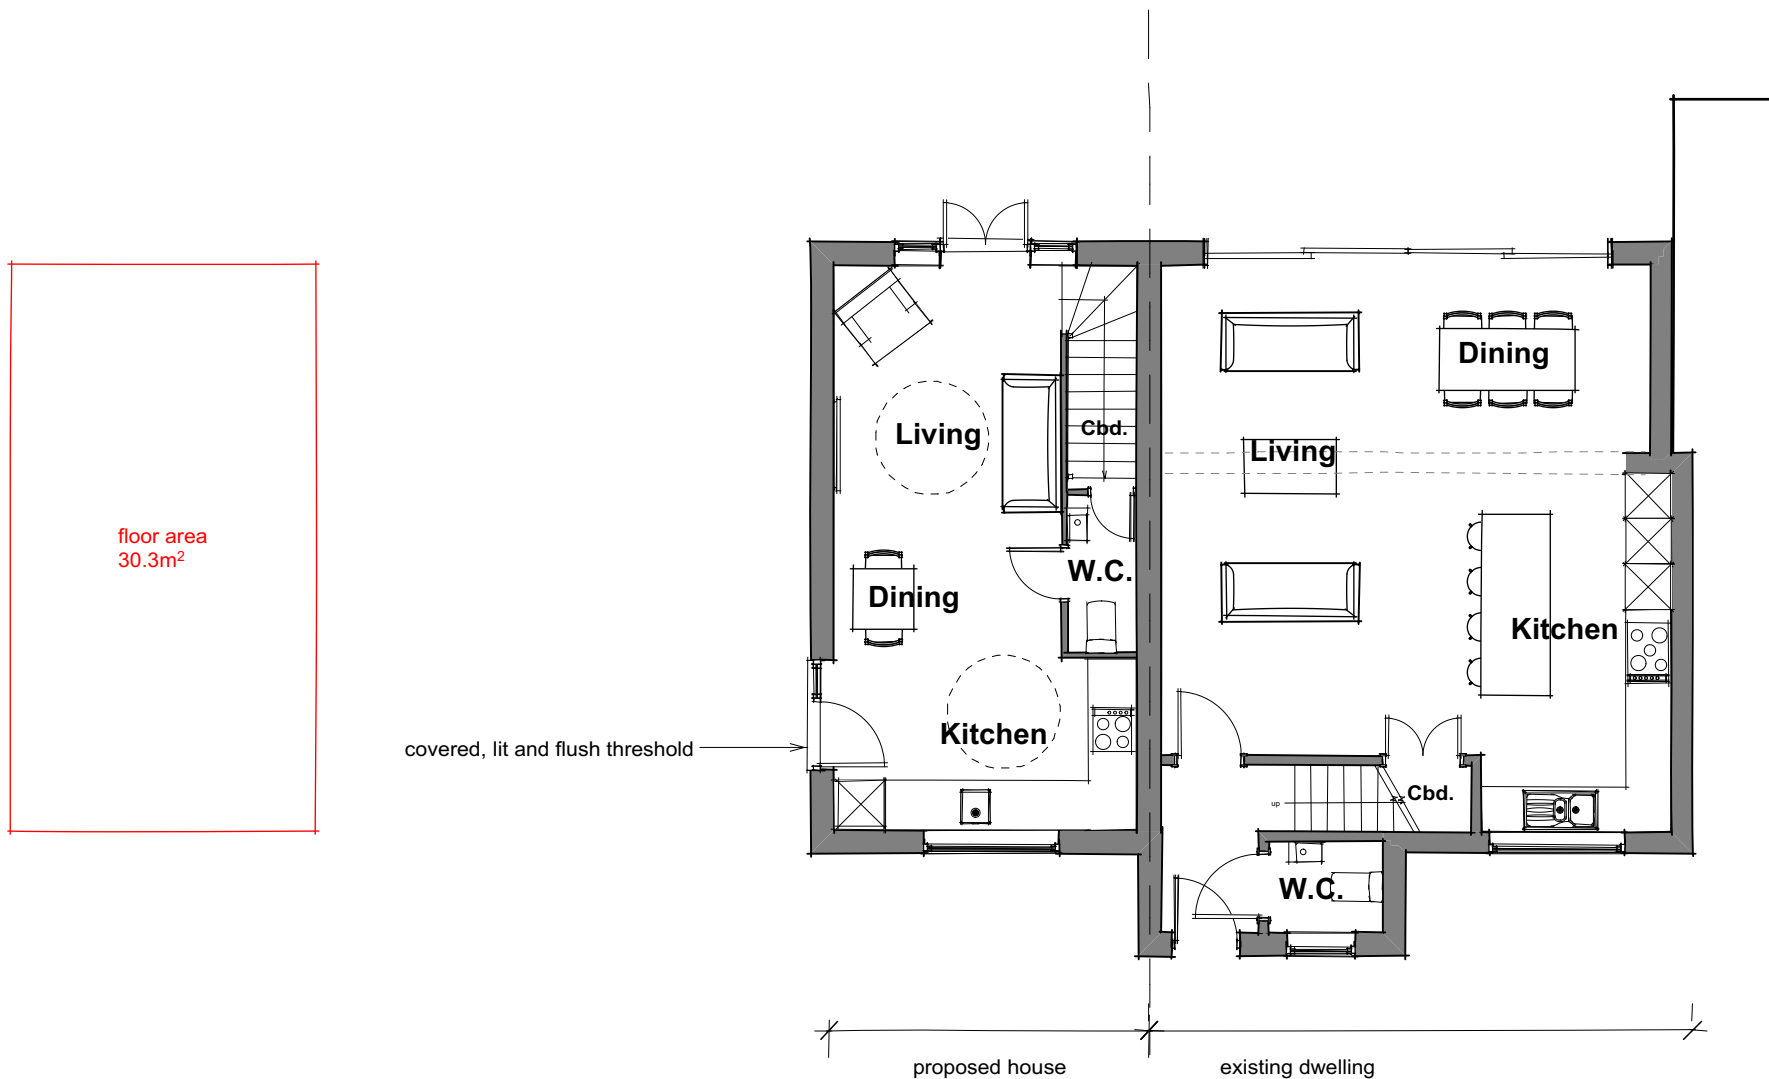 Dining
Living
Cbd.
Living
floor area
30.3m²
W.C.
Dining
Kitchen
Kitchen
covered, lit and flush threshold
up
Cbd.
W.C.
proposed house
existing dwelling